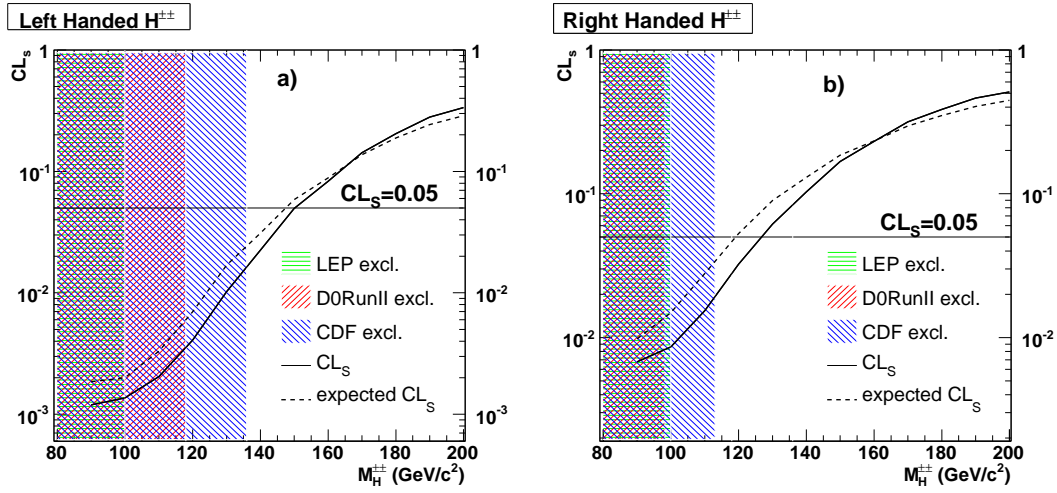 Left Handed H±±
CLs
a)
1
10-1
10-2
10-3
1
10-1
10-2
10-3
CLS=0.05
LEP excl.
D0RunII excl.
CDF excl.
CLS
expected CLS
80 100 120 140 160 180 200
MH±± (GeV/c2)
Right Handed H±±
CLs
b)
1
10-1
10-2
1
10-1
10-2
CLS=0.05
LEP excl.
D0RunII excl.
CDF excl.
CLS
expected CLS
80 100 120 140 160 180 200
MH±± (GeV/c2)